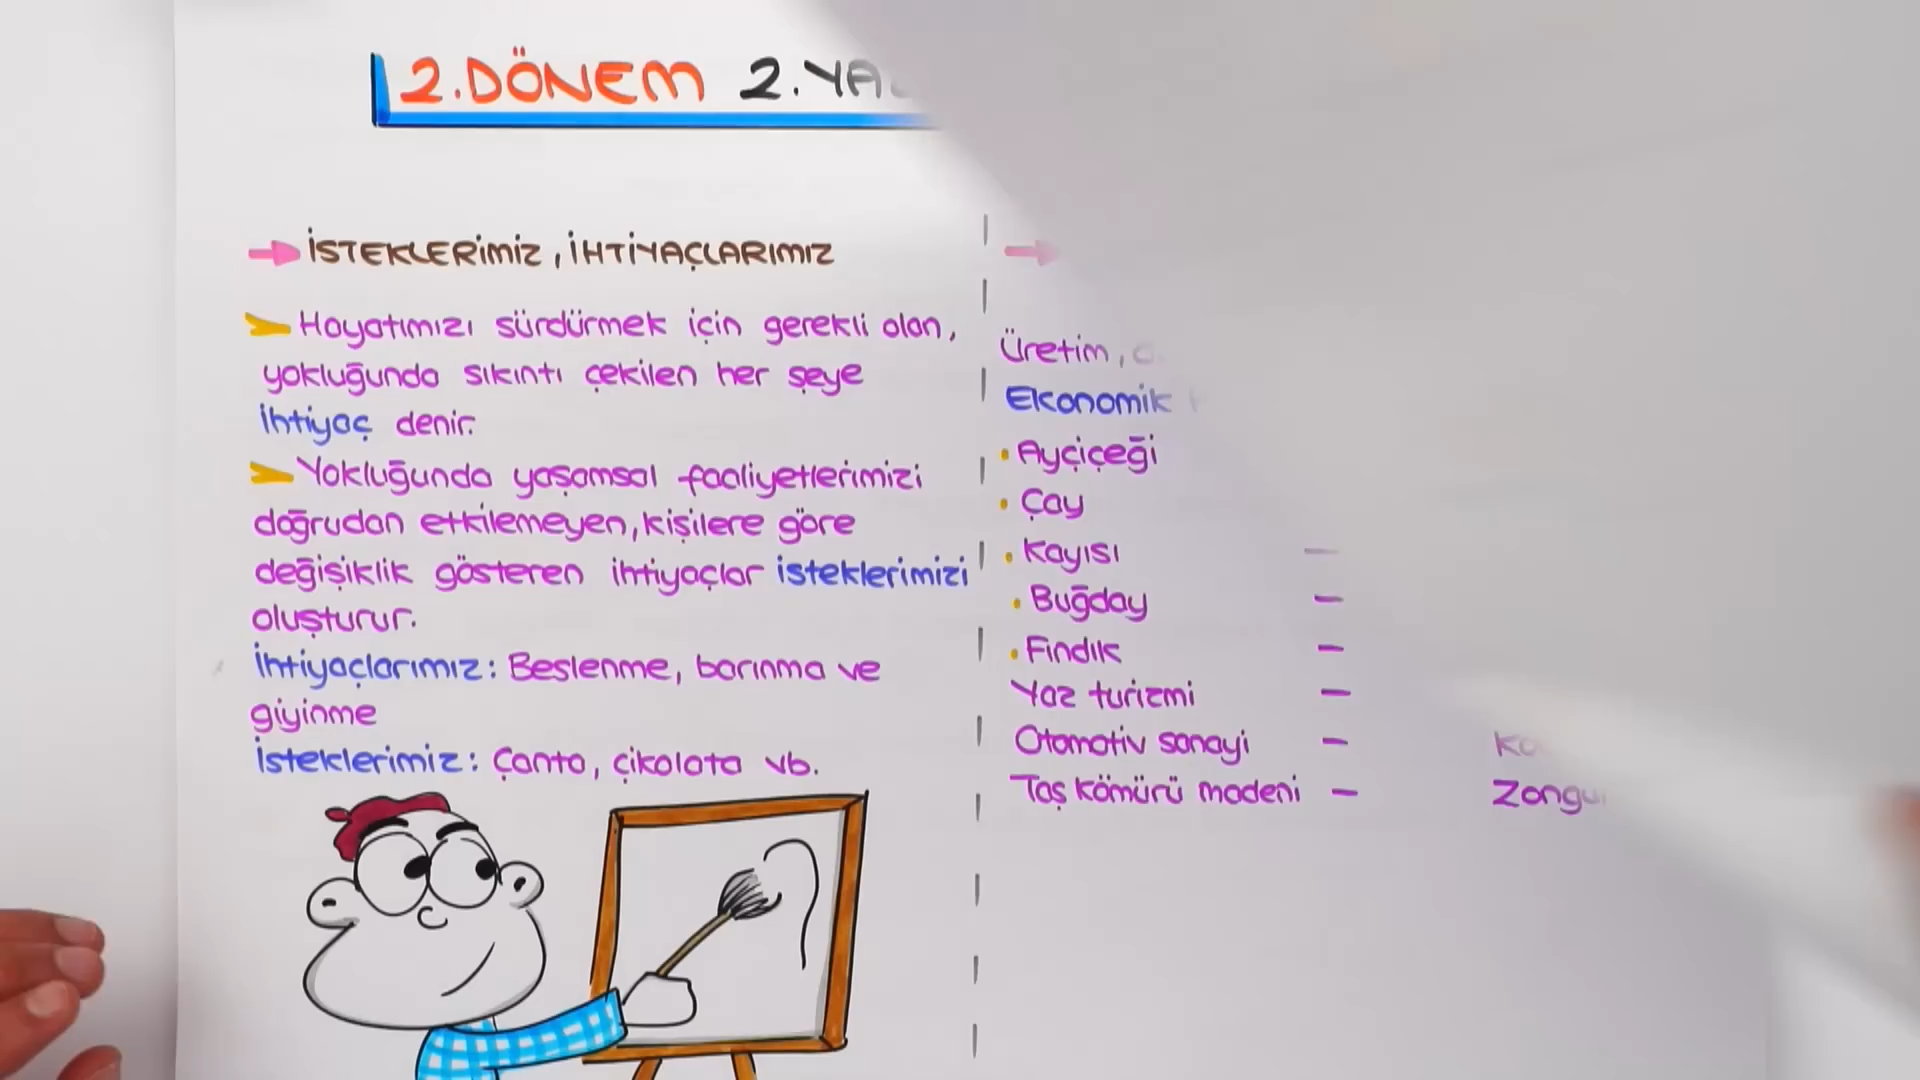 2.DÖNEM 2.
İSTEKLERİMİZ, İHTİYAÇLARIMIZ
Hayatımızı sürdürmek için gerekli olan,
yokluğunda sıkıntı çekilen her şeye
İhtiyaç denir.
Yokluğunda yaşamsal faaliyetlerimizi
doğrudan etkilemeyen, kişilere göre
değişiklik gösteren ihtiyaçlar isteklerimizi
oluşturur.
İhtiyaçlarımız: Beslenme, barınma ve
giyinme
İsteklerimiz: Çanta, çikolata vb.
Üretim,
Ekonomik
• Ayçiçeği
• Çay
• Kayısı —
• Buğday —
• Fındık —
Yaz turizmi —
Otomotiv sanayi —
Taş kömürü madeni —